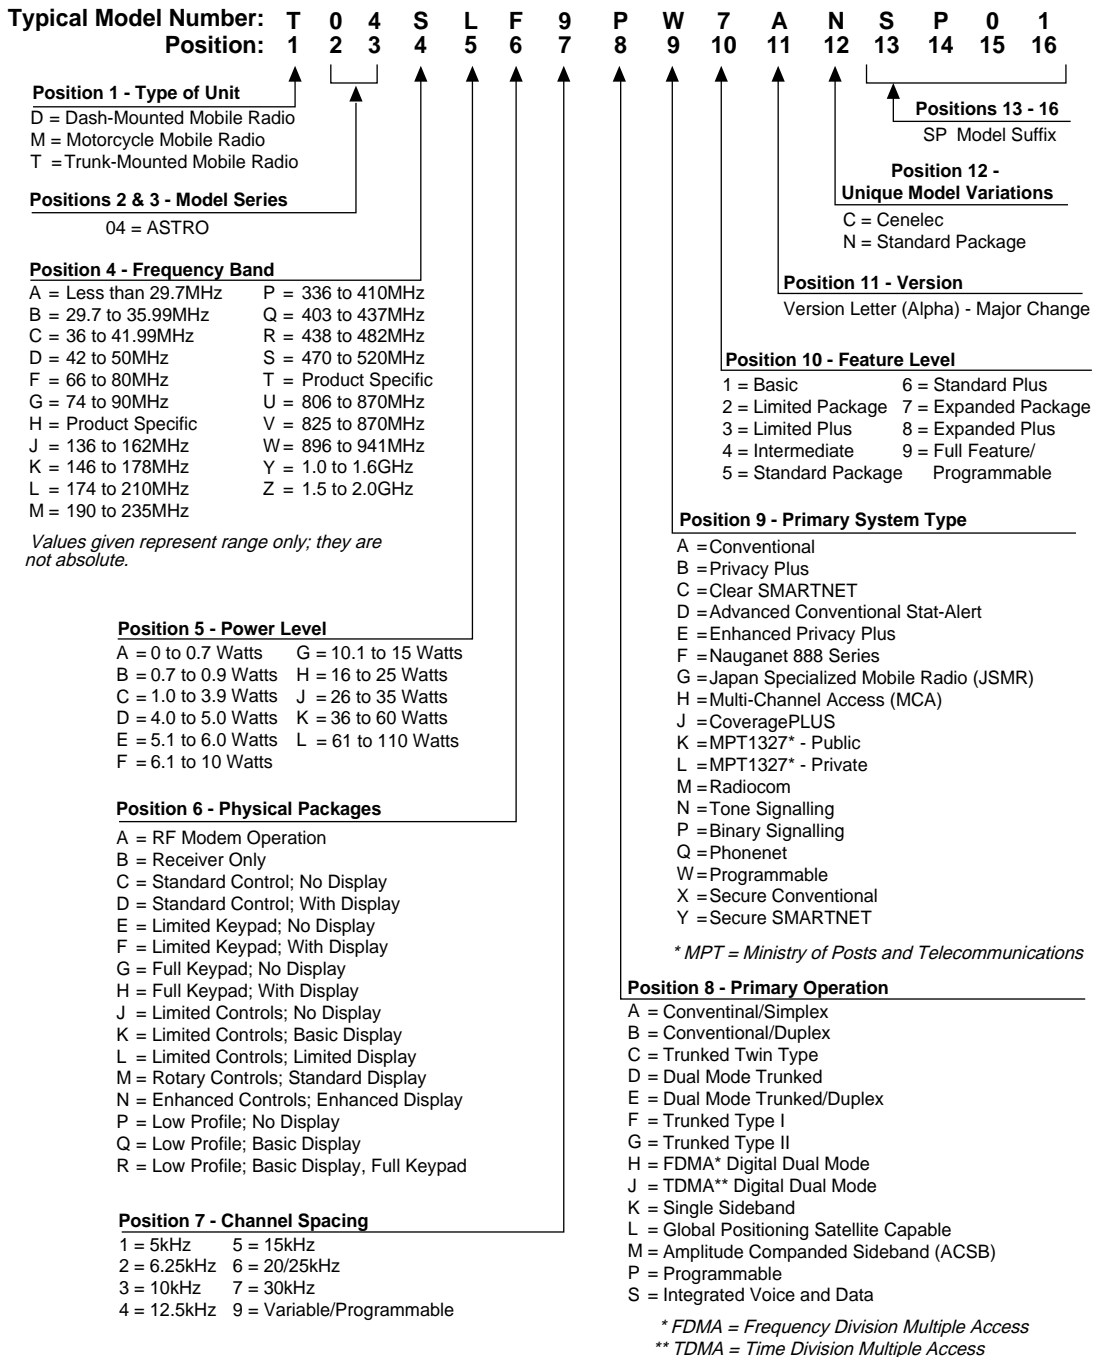 Typical Model Number: T 0 4 S L F 9 P W 7 A N S P 0 1
Position: 1 2 3 4 5 6 7 8 9 10 11 12 13 14 15 16
Position 1 - Type of Unit
D = Dash-Mounted Mobile Radio
M = Motorcycle Mobile Radio
T = Trunk-Mounted Mobile Radio
Positions 2 & 3 - Model Series
04 = ASTRO
Position 4 - Frequency Band
A = Less than 29.7MHz
B = 29.7 to 35.99MHz
C = 36 to 41.99MHz
D = 42 to 50MHz
F = 66 to 80MHz
G = 74 to 90MHz
H = Product Specific
J = 136 to 162MHz
K = 146 to 178MHz
L = 174 to 210MHz
M = 190 to 235MHz
P = 336 to 410MHz
Q = 403 to 437MHz
R = 438 to 482MHz
S = 470 to 520MHz
T = Product Specific
U = 806 to 870MHz
V = 825 to 870MHz
W = 896 to 941MHz
Y = 1.0 to 1.6GHz
Z = 1.5 to 2.0GHz
Values given represent range only; they are
not absolute.
Position 5 - Power Level
A = 0 to 0.7 Watts
B = 0.7 to 0.9 Watts
C = 1.0 to 3.9 Watts
D = 4.0 to 5.0 Watts
E = 5.1 to 6.0 Watts
F = 6.1 to 10 Watts
G = 10.1 to 15 Watts
H = 16 to 25 Watts
J = 26 to 35 Watts
K = 36 to 60 Watts
L = 61 to 110 Watts
Position 6 - Physical Packages
A = RF Modem Operation
B = Receiver Only
C = Standard Control; No Display
D = Standard Control; With Display
E = Limited Keypad; No Display
F = Limited Keypad; With Display
G = Full Keypad; No Display
H = Full Keypad; With Display
J = Limited Controls; No Display
K = Limited Controls; Basic Display
L = Limited Controls; Limited Display
M = Rotary Controls; Standard Display
N = Enhanced Controls; Enhanced Display
P = Low Profile; No Display
Q = Low Profile; Basic Display
R = Low Profile; Basic Display, Full Keypad
Position 7 - Channel Spacing
1 = 5kHz
2 = 6.25kHz
3 = 10kHz
4 = 12.5kHz
5 = 15kHz
6 = 20/25kHz
7 = 30kHz
9 = Variable/Programmable
Positions 13 - 16
SP Model Suffix
Position 12 -
Unique Model Variations
C = Cenelec
N = Standard Package
Position 11 - Version
Version Letter (Alpha) - Major Change
Position 10 - Feature Level
1 = Basic
2 = Limited Package
3 = Limited Plus
4 = Intermediate
5 = Standard Package
6 = Standard Plus
7 = Expanded Package
8 = Expanded Plus
9 = Full Feature/
Programmable
Position 9 - Primary System Type
A = Conventional
B = Privacy Plus
C = Clear SMARTNET
D = Advanced Conventional Stat-Alert
E = Enhanced Privacy Plus
F = Nauganet 888 Series
G = Japan Specialized Mobile Radio (JSMR)
H = Multi-Channel Access (MCA)
J = CoveragePLUS
K = MPT1327* - Public
L = MPT1327* - Private
M = Radiocom
N = Tone Signalling
P = Binary Signalling
Q = Phonenet
W = Programmable
X = Secure Conventional
Y = Secure SMARTNET
* MPT = Ministry of Posts and Telecommunications
Position 8 - Primary Operation
A = Conventinal/Simplex
B = Conventional/Duplex
C = Trunked Twin Type
D = Dual Mode Trunked
E = Dual Mode Trunked/Duplex
F = Trunked Type I
G = Trunked Type II
H = FDMA* Digital Dual Mode
J = TDMA** Digital Dual Mode
K = Single Sideband
L = Global Positioning Satellite Capable
M = Amplitude Companded Sideband (ACSB)
P = Programmable
S = Integrated Voice and Data
* FDMA = Frequency Division Multiple Access
** TDMA = Time Division Multiple Access